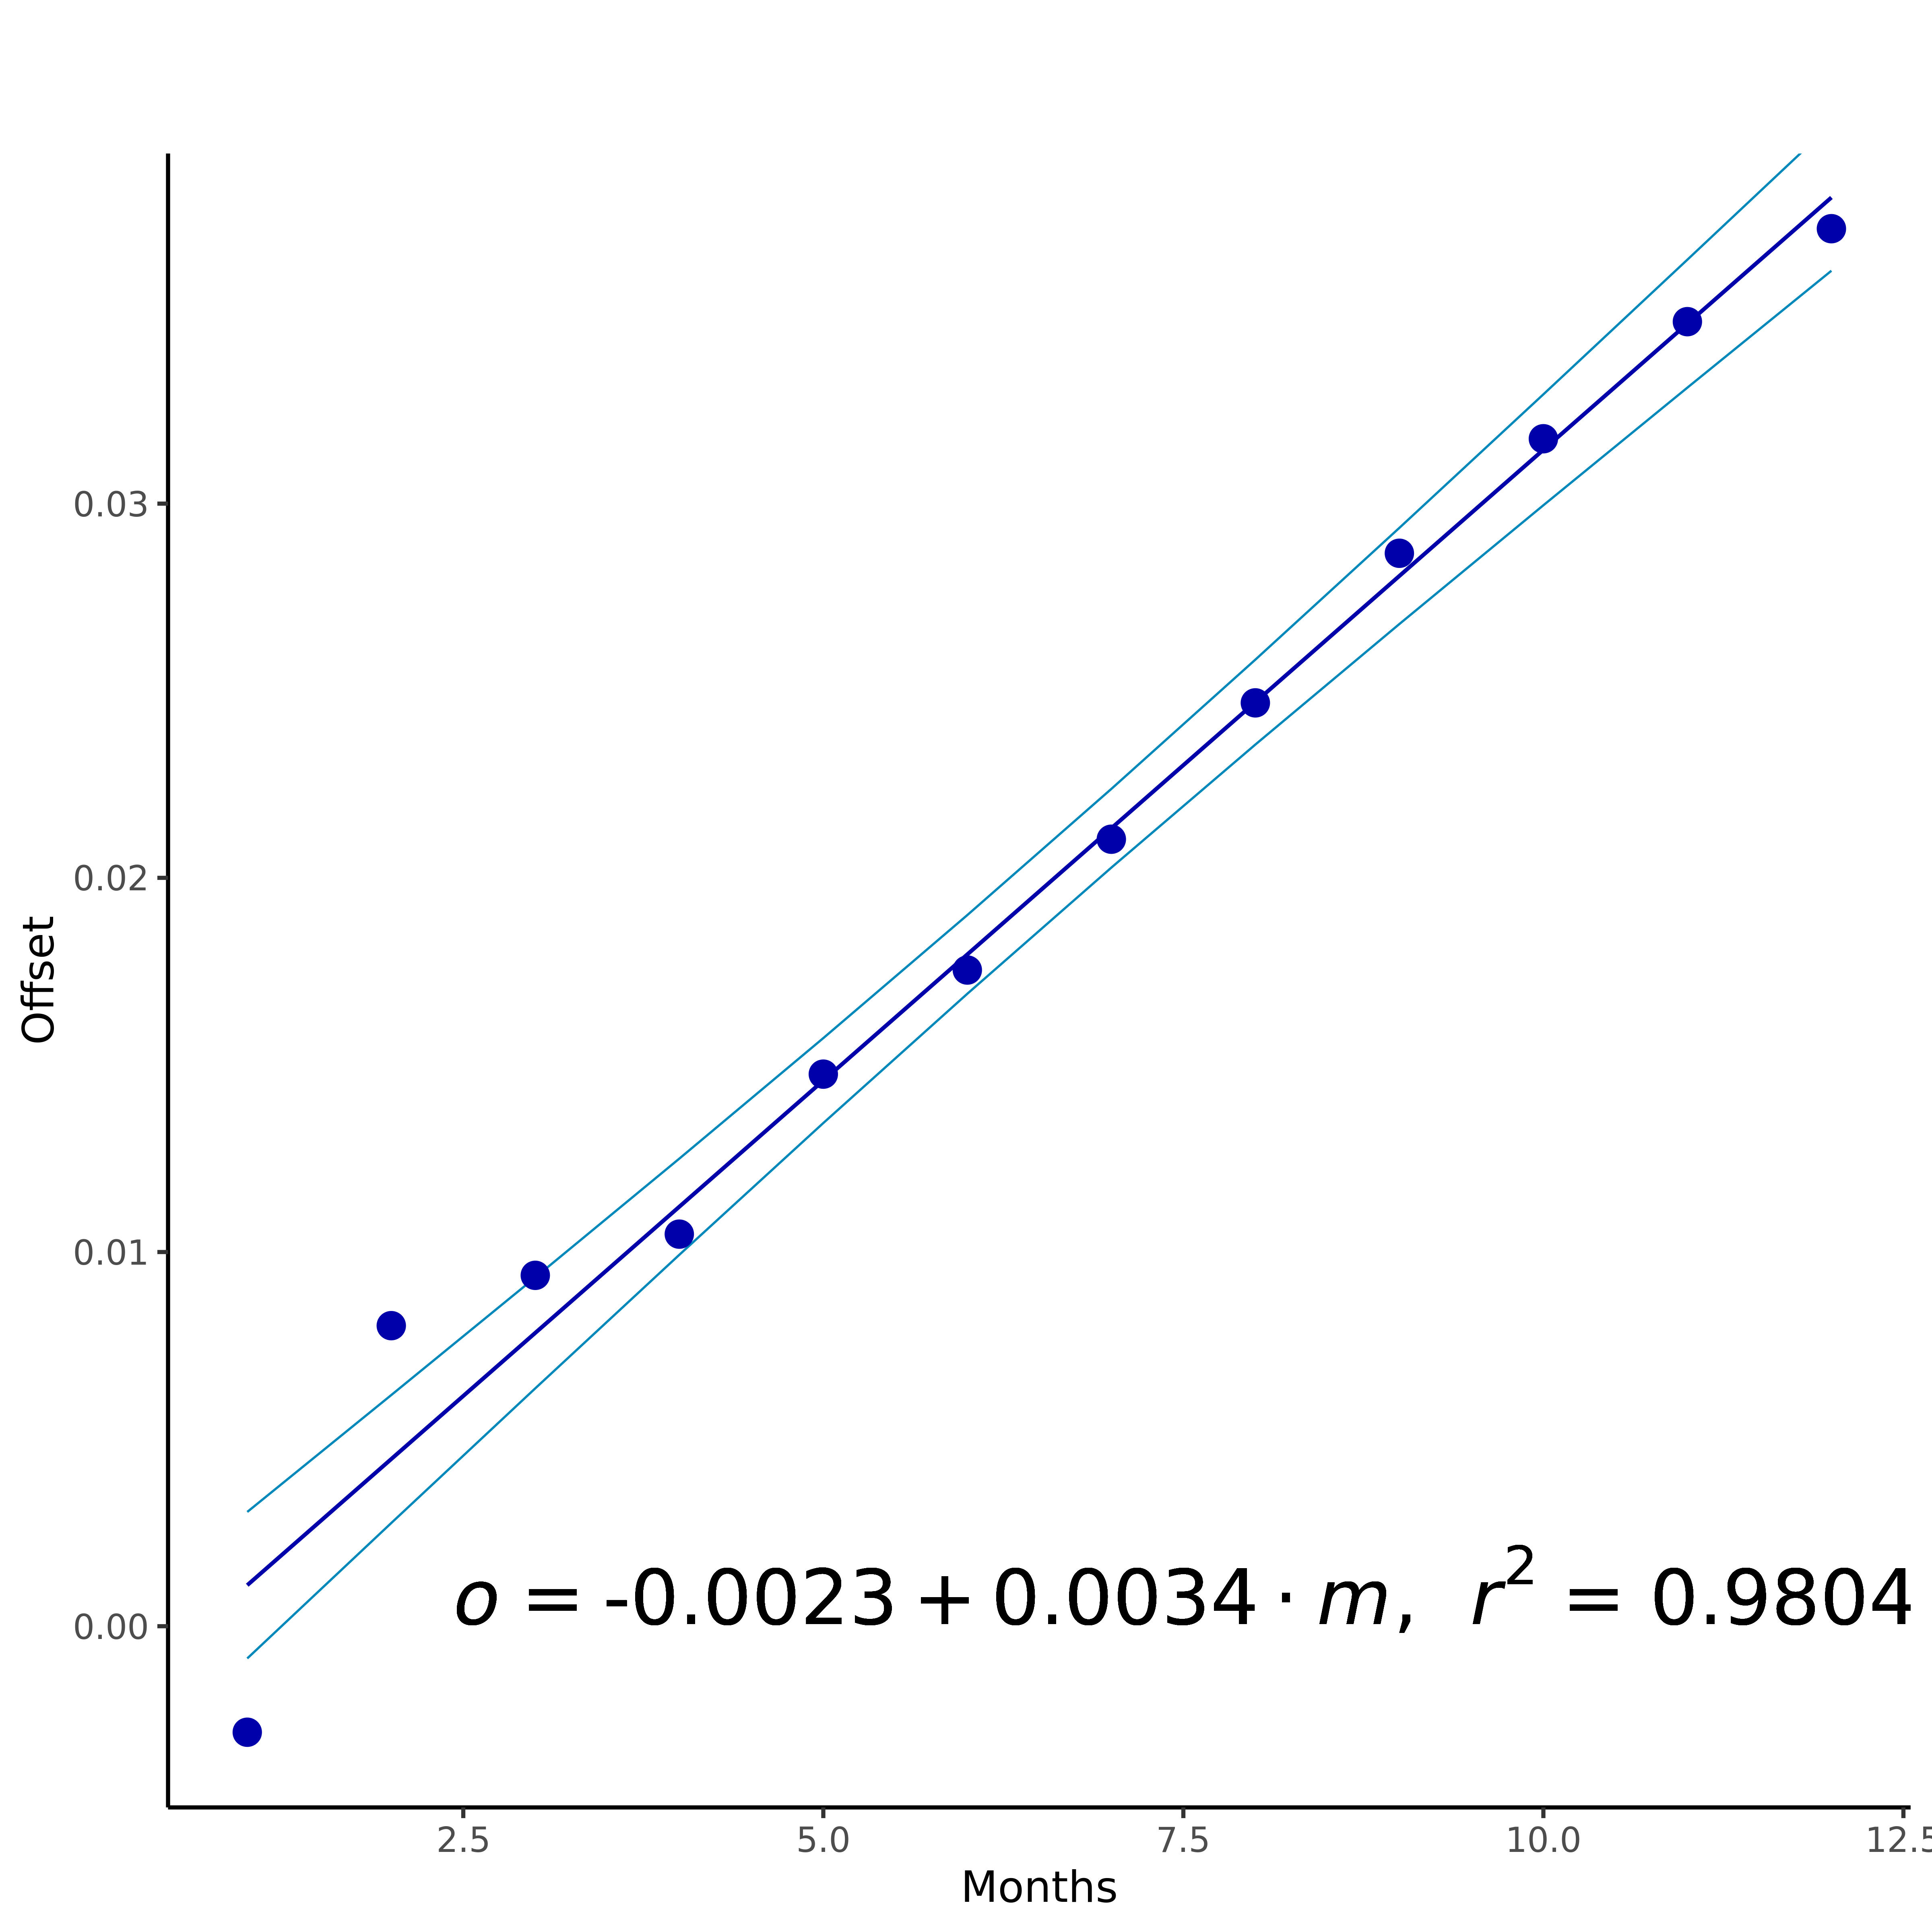 0.03
0.02
Offset
0.01
o = -0.0023 + 0.0034 · m, r² = 0.9804
0.00
2.5 5.0 7.5 10.0 12.5
Months